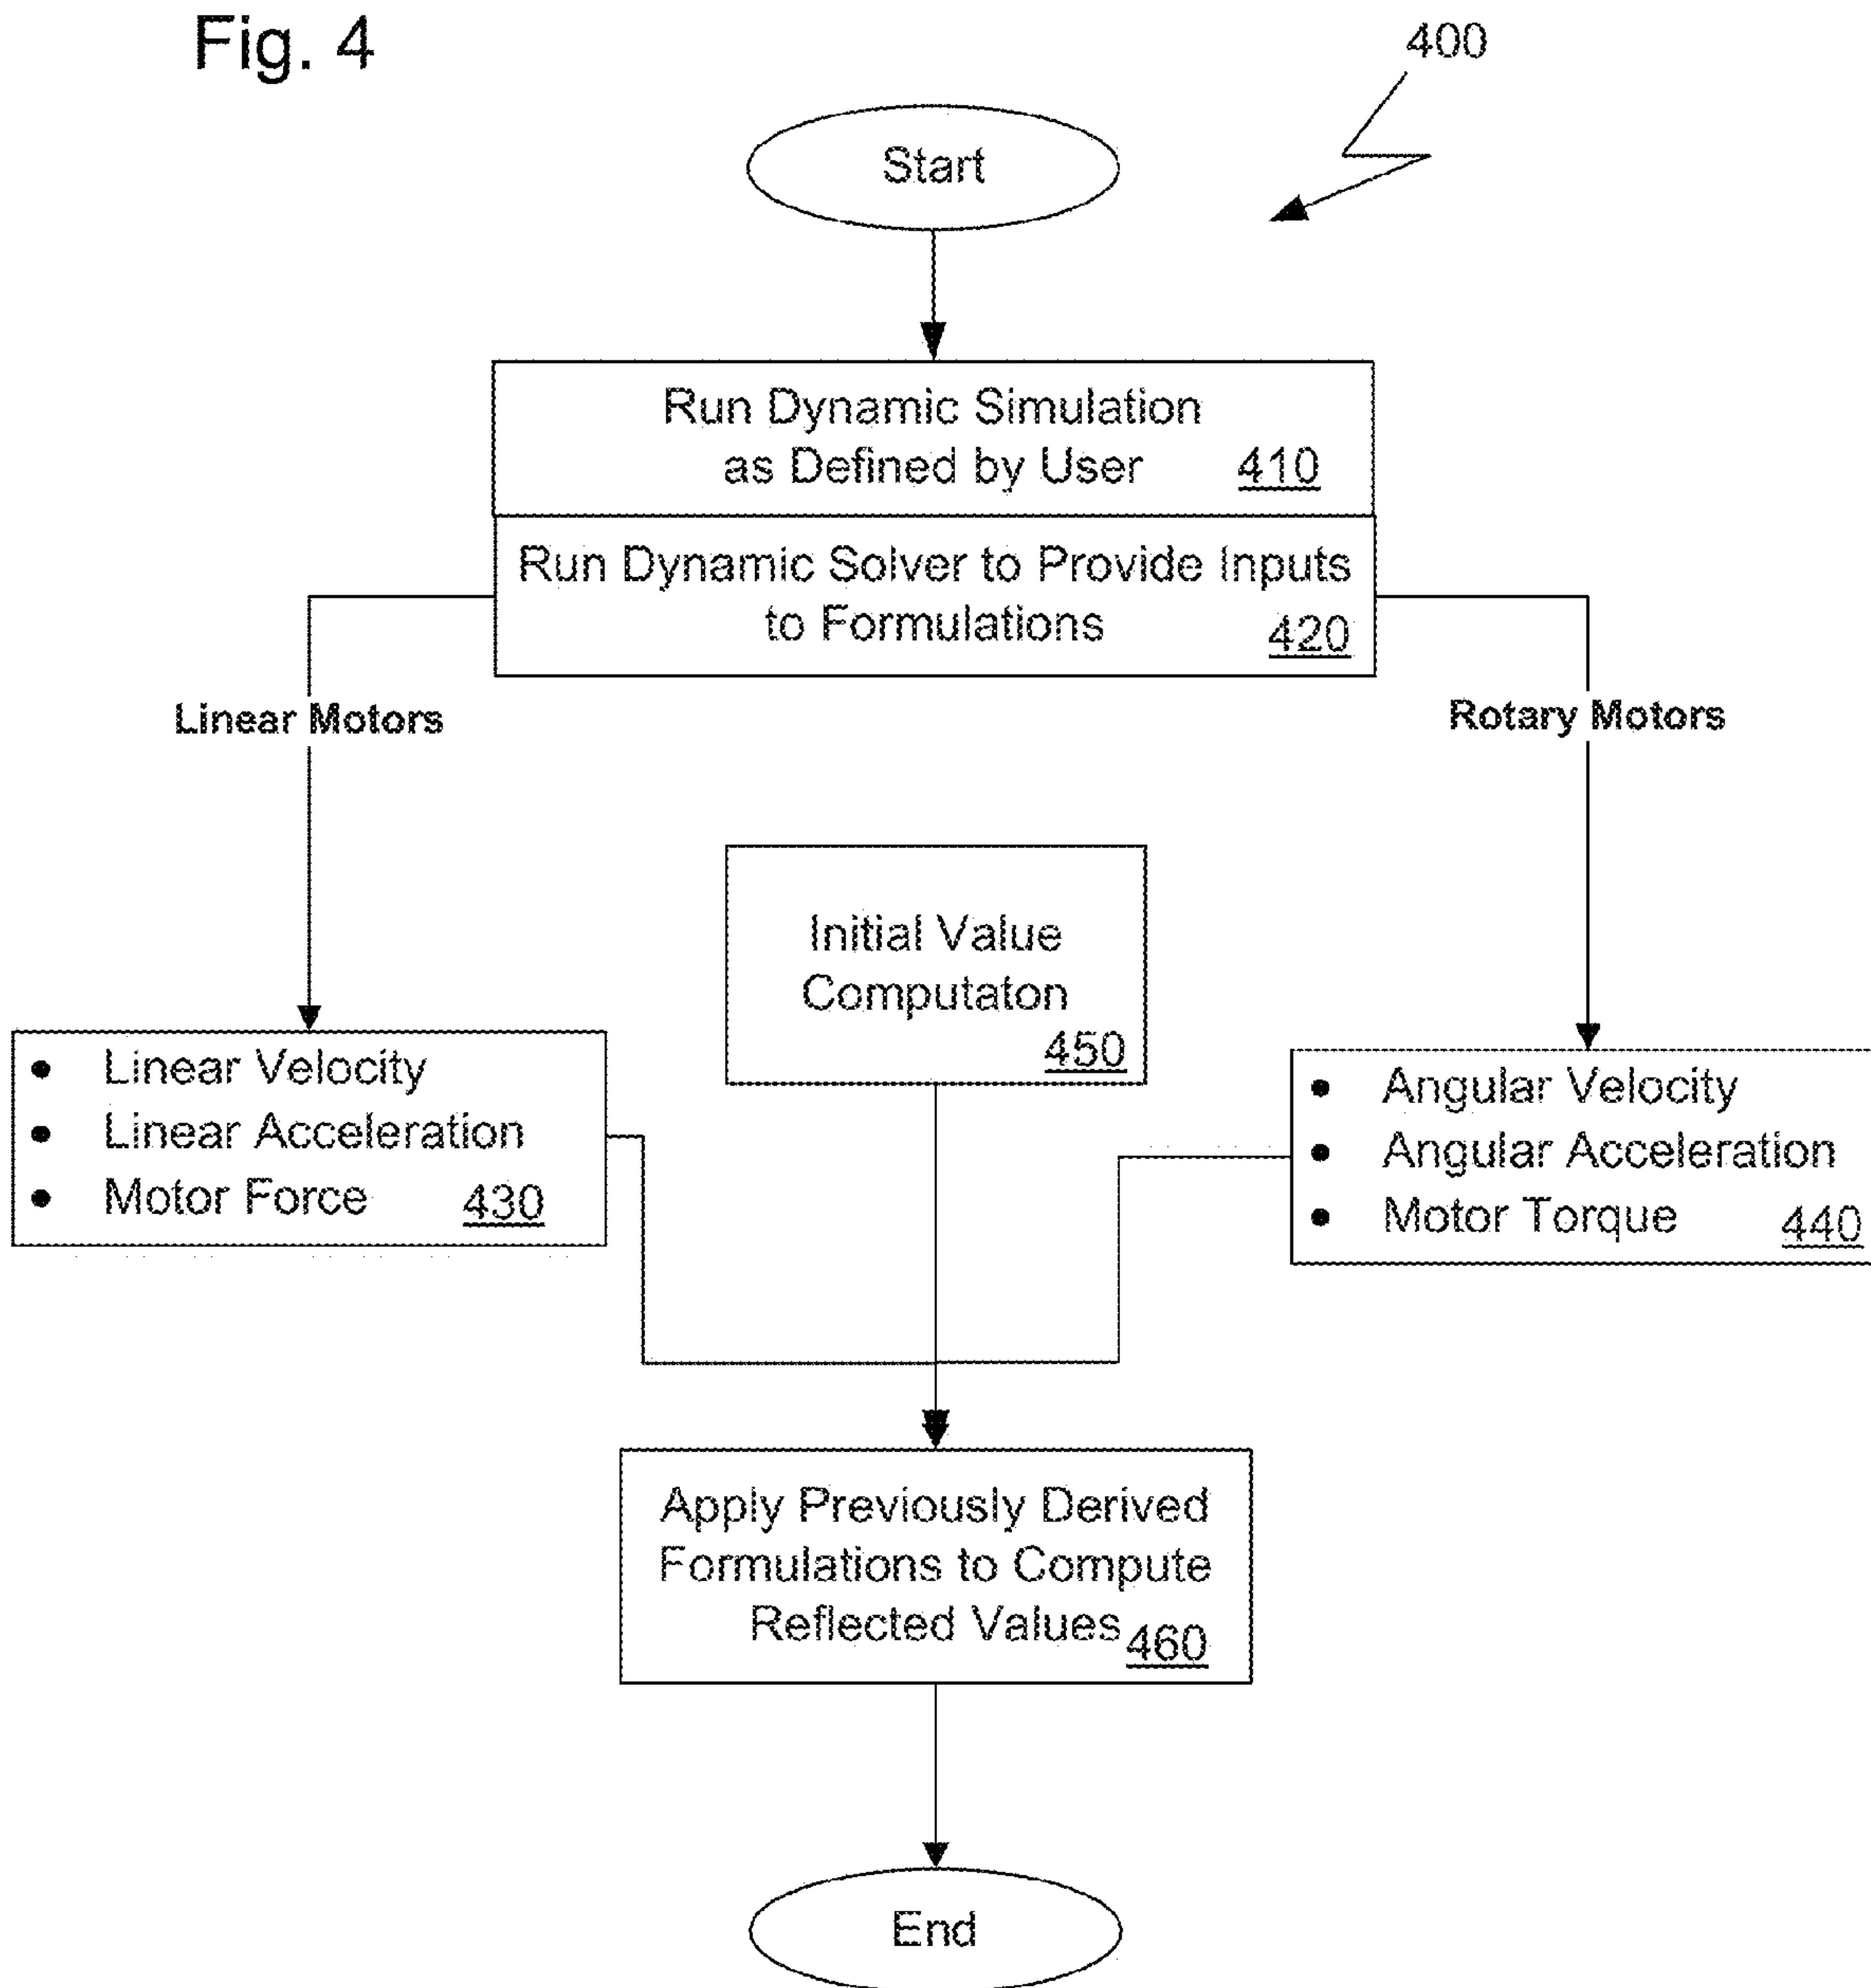 Fig. 4
400
Start
Run Dynamic Simulation
as Defined by User 410
Run Dynamic Solver to Provide Inputs
to Formulations 420
Linear Motors
Rotary Motors
Initial Value
Computaton
450
• Linear Velocity
• Linear Acceleration
• Motor Force 430
• Angular Velocity
• Angular Acceleration
• Motor Torque 440
Apply Previously Derived
Formulations to Compute
Reflected Values 460
End